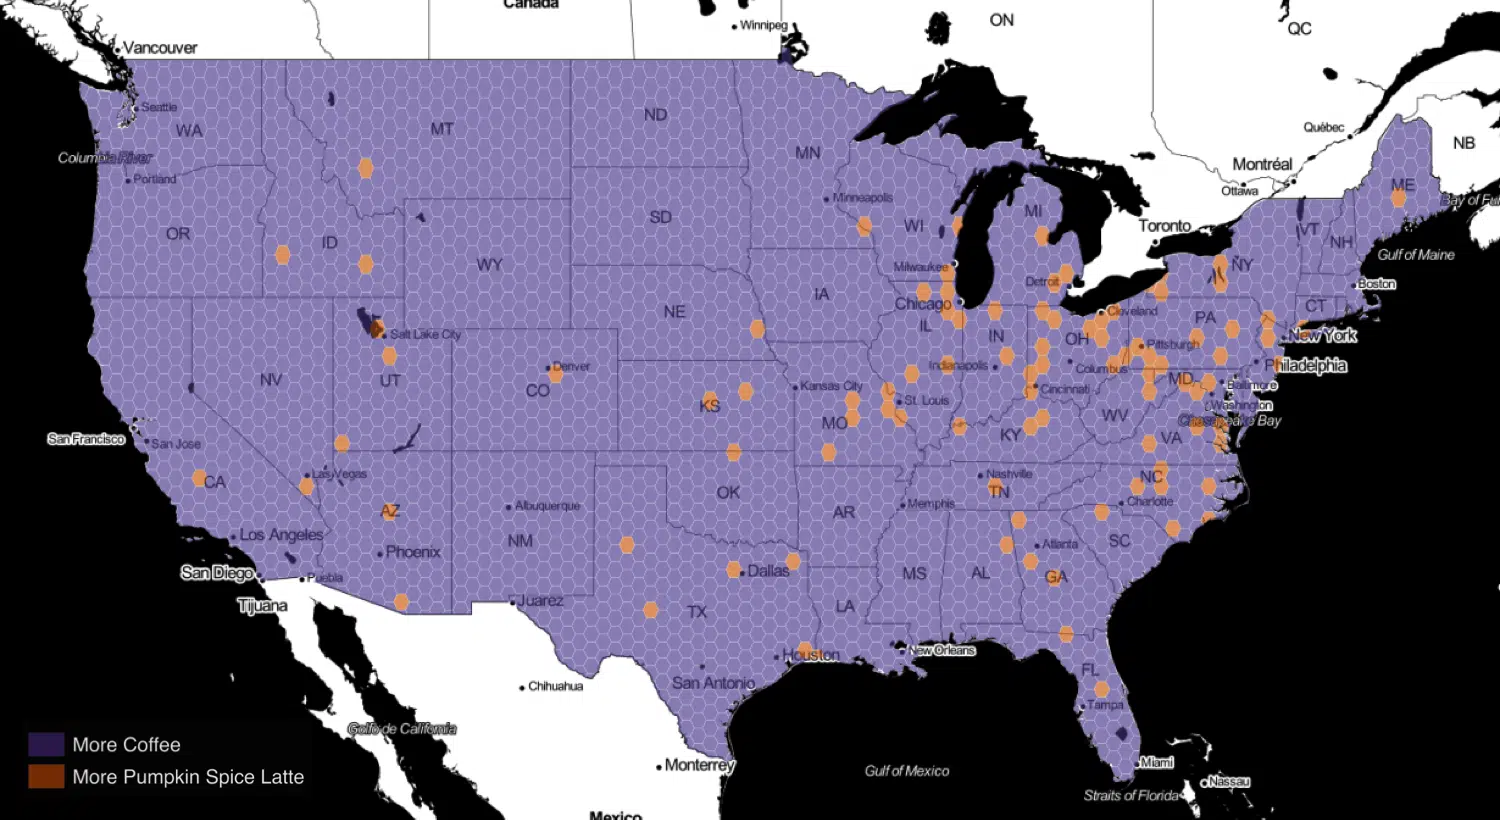 Canada
Winnipeg
ON
QC
Vancouver
Seattle
WA
MT
ND
MN
Québec
NB
Columbia River
Portland
Montréal
Ottawa
ME
Bay of Fu
Minneapolis
OR
ID
SD
WI
MI
Toronto
VT
NH
Gulf of Maine
WY
Milwaukee
Detroit
NY
Boston
IA
Chicago
CT
NE
IL
IN
Cleveland
OH
PA
New York
Salt Lake City
Pittsburgh
NV
UT
Denver
CO
Kansas City
Indianapolis
Columbus
Cincinnati
MD
Philadelphia
Baltimore
Washington
KS
MO
St. Louis
KY
WV
VA
Chesapeake Bay
San Francisco
San Jose
CA
Las Vegas
AZ
Albuquerque
NM
OK
AR
Nashville
TN
Memphis
NC
Charlotte
Los Angeles
Phoenix
San Diego
Puebla
Tijuana
Juarez
Dallas
TX
LA
MS
AL
Atlanta
GA
SC
Houston
New Orleans
San Antonio
FL
Tampa
Chihuahua
Golfo de California
Monterrey
Gulf of Mexico
Miami
Nassau
Straits of Florida
Mexico
More Coffee
More Pumpkin Spice Latte